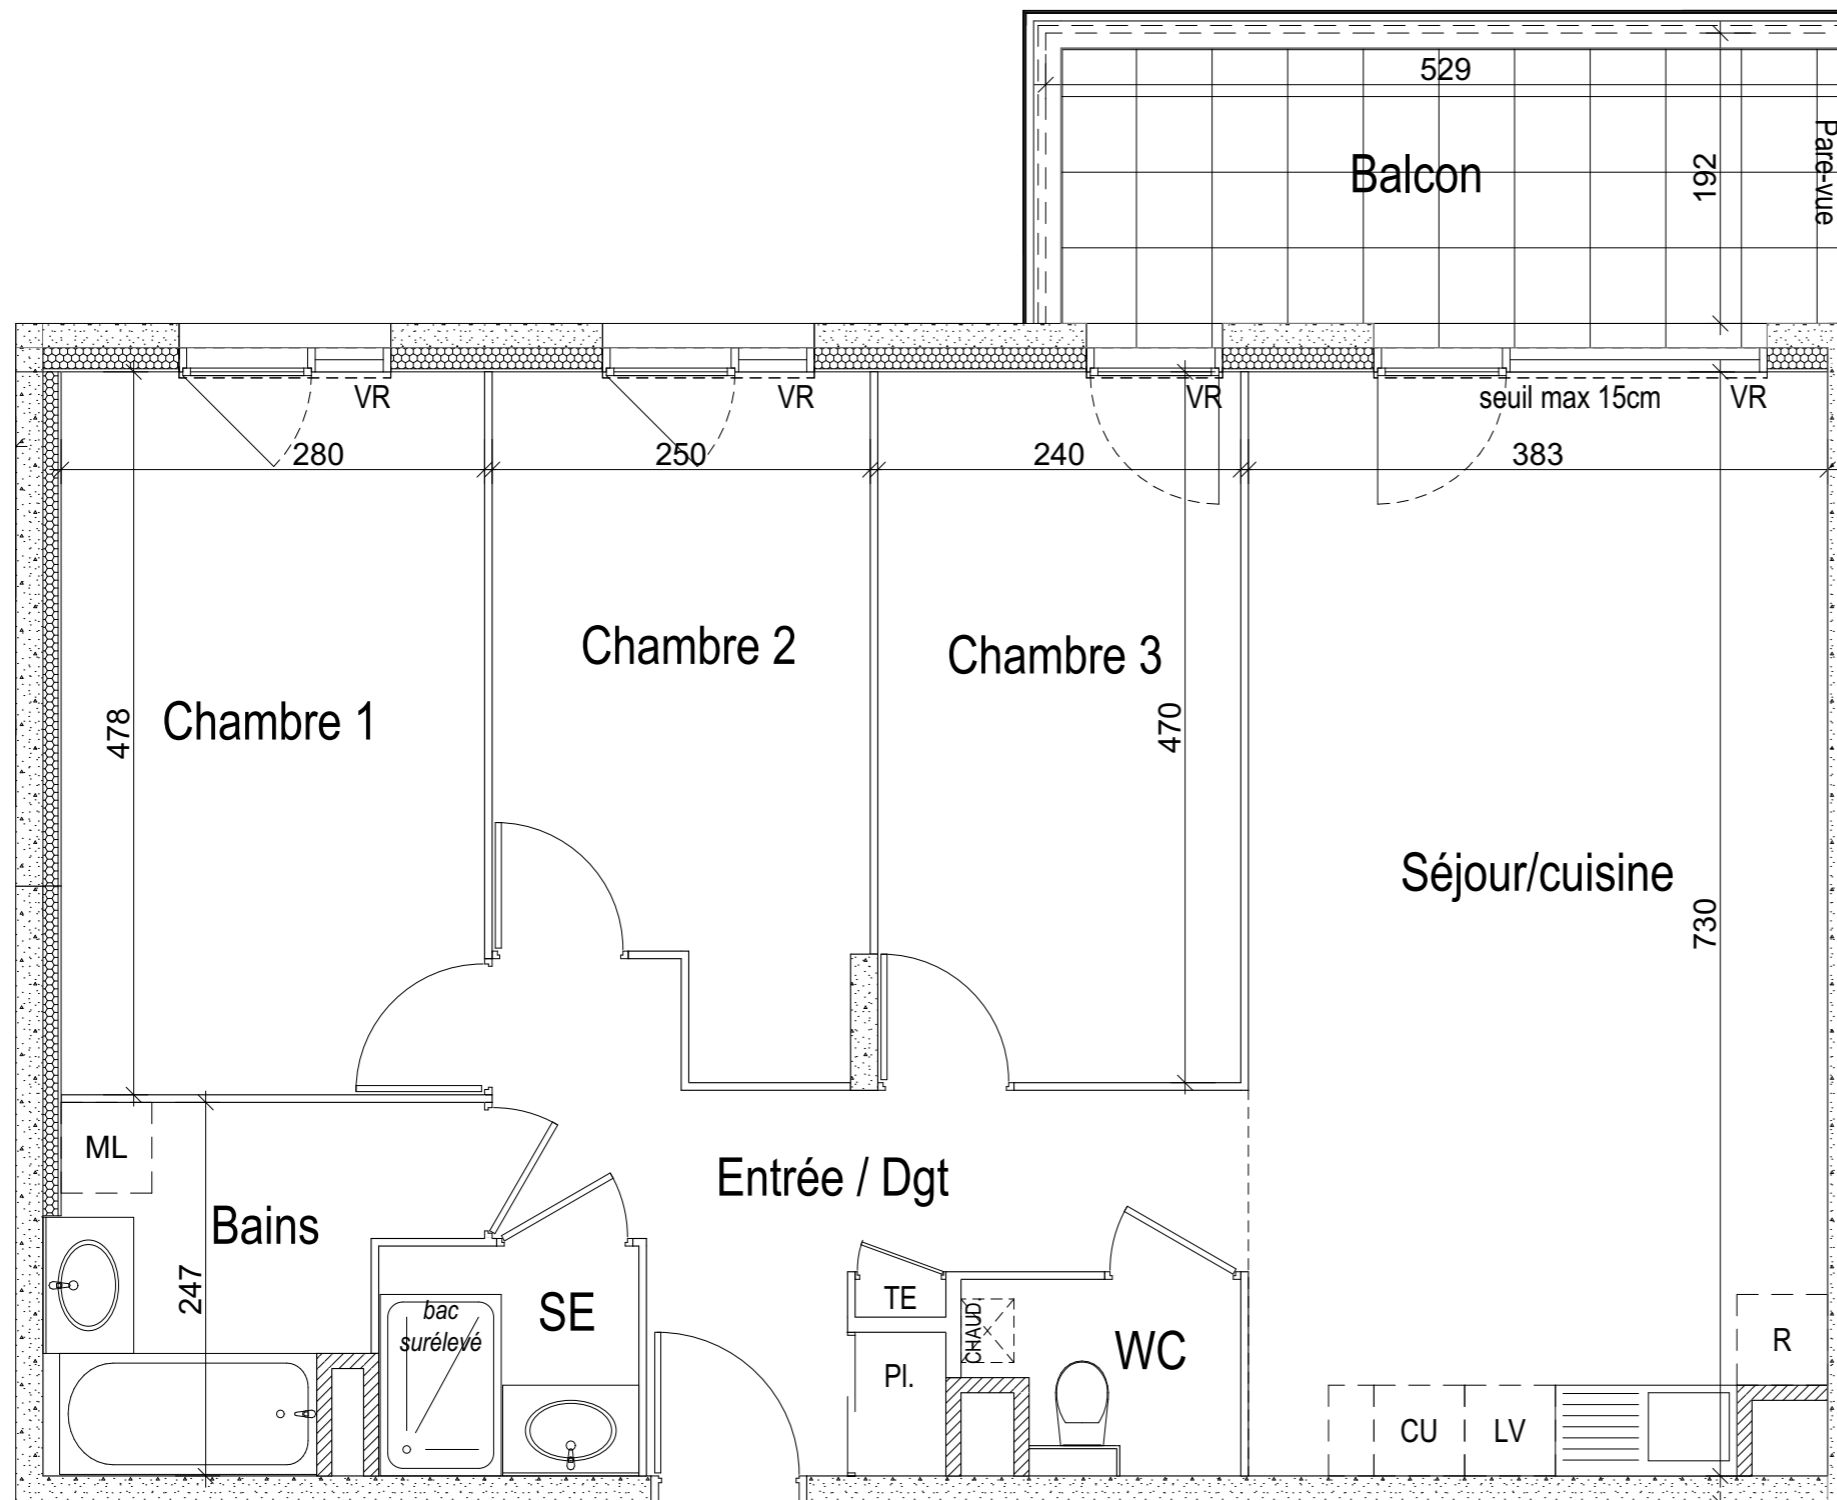 529
Balcon
192
Pare-vue
VR
VR
VR
seuil max 15cm
VR
280
250
240
383
Chambre 1
Chambre 2
Chambre 3
478
470
Séjour/cuisine
730
ML
Bains
247
Entrée / Dgt
SE
bac
surélevé
TE
Pl.
CHAUD.
WC
R
CU
LV